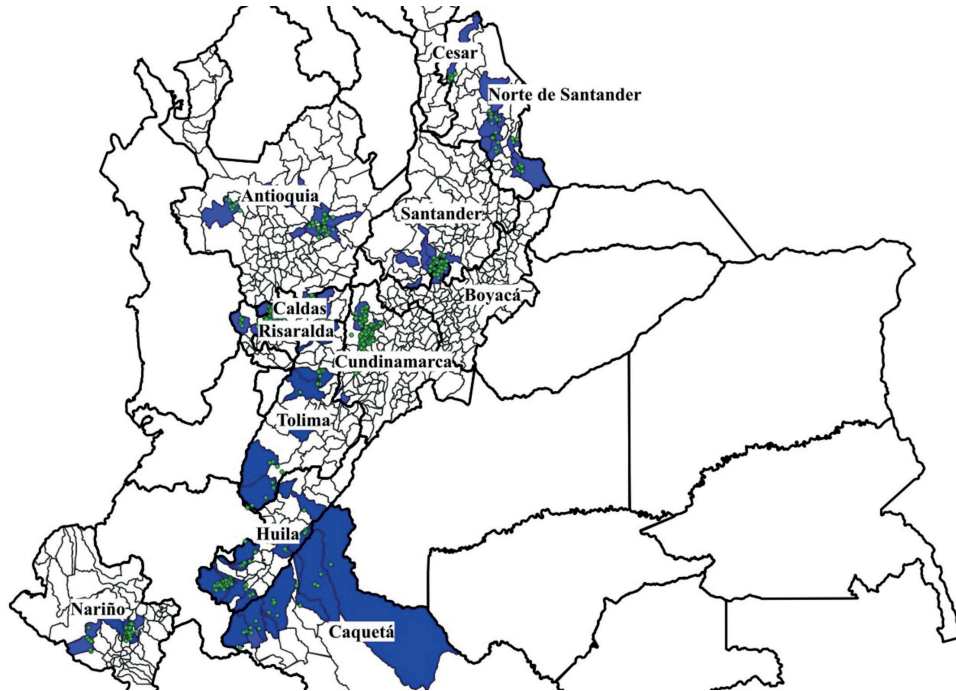 Cesar
Norte de Santander
Antioquia
Santander
Boyacá
Caldas
Risaralda
Cundinamarca
Tolima
Huila
Nariño
Caquetá